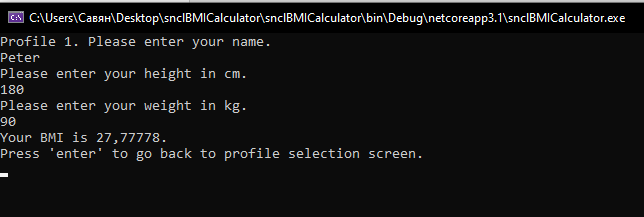 C:\Users\Савян\Desktop\snclBMICalculator\snclBMICalculator\bin\Debug\netcoreapp3.1\snclBMICalculator.exe
Profile 1. Please enter your name.
Peter
Please enter your height in cm.
180
Please enter your weight in kg.
90
Your BMI is 27,77778.
Press 'enter' to go back to profile selection screen.